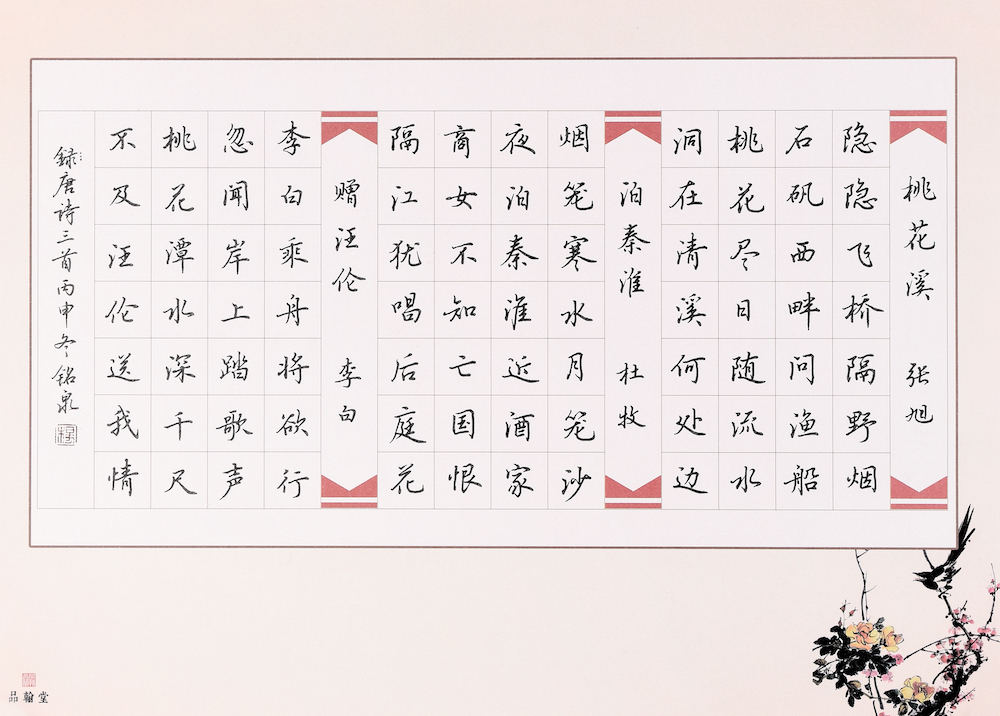 桃花溪 张旭
隐隐飞桥隔野烟
石矶西畔问渔船
桃花尽日随流水
洞在清溪何处边
泊秦淮 杜牧
烟笼寒水月笼沙
夜泊秦淮近酒家
商女不知亡国恨
隔江犹唱后庭花
赠汪伦 李白
李白乘舟将欲行
忽闻岸上踏歌声
桃花潭水深千尺
不及汪伦送我情
录唐诗三首丙申冬铭泉
品翰堂